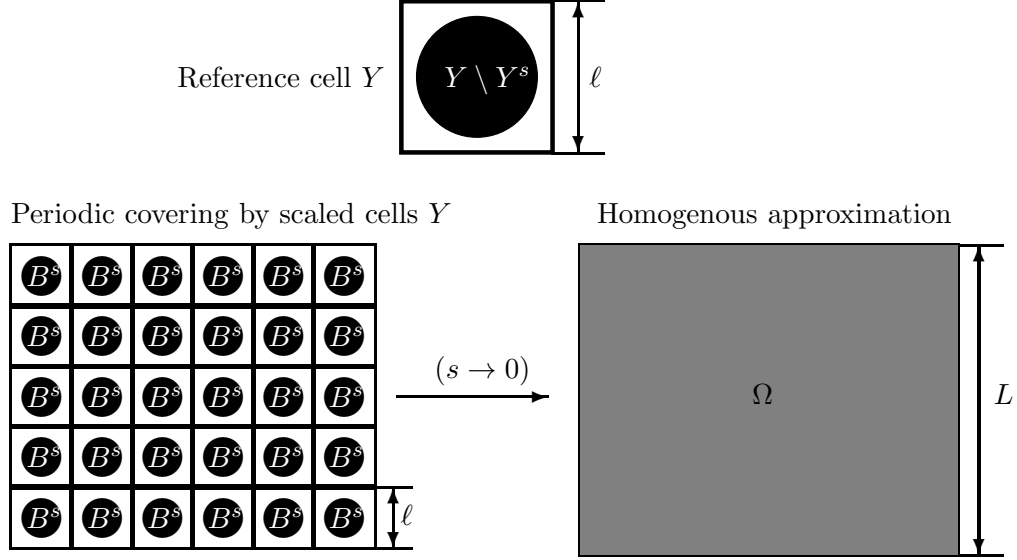 Reference cell Y
Y \ Y^s
ℓ
Periodic covering by scaled cells Y
Homogenous approximation
B^s B^s B^s B^s B^s B^s
B^s B^s B^s B^s B^s B^s
B^s B^s B^s B^s B^s B^s
B^s B^s B^s B^s B^s B^s
B^s B^s B^s B^s B^s B^s
ℓ
(s → 0)
Ω
L